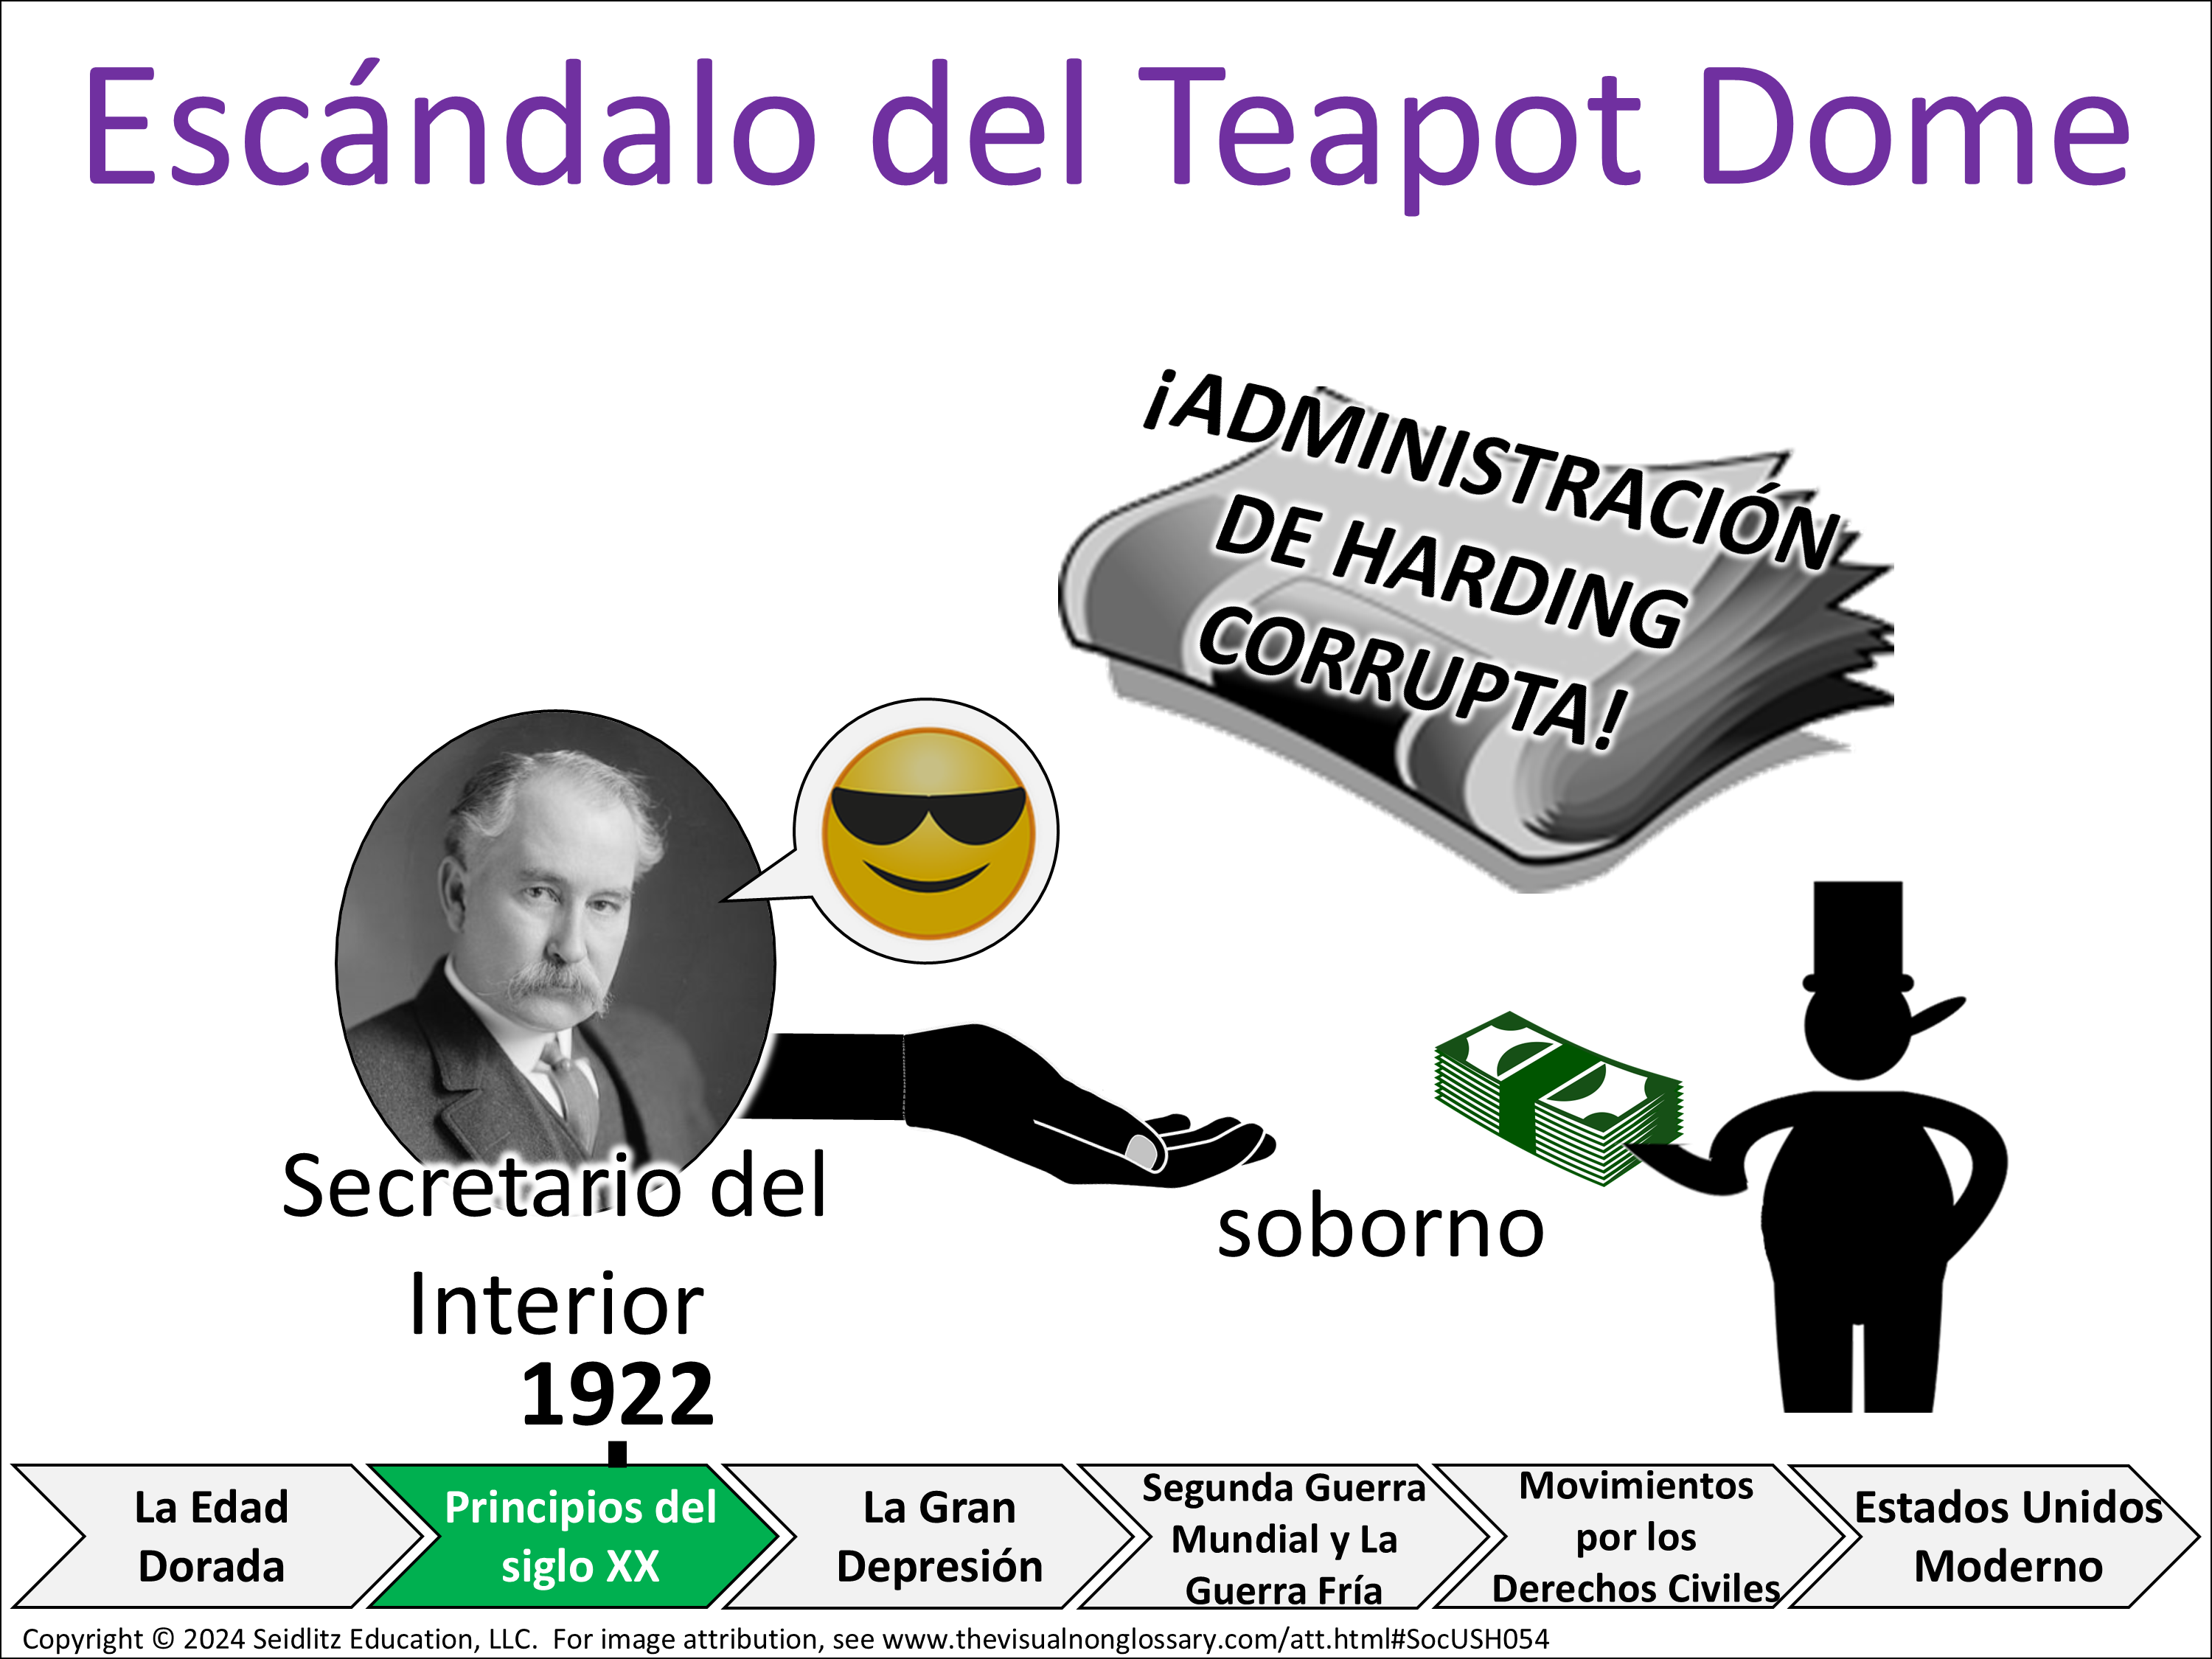 Escándalo del Teapot Dome
¡ADMINISTRACIÓN
DE HARDING
CORRUPTA!
Secretario del
Interior
soborno
1922
La Edad
Dorada
Principios del
siglo XX
La Gran
Depresión
Segunda Guerra
Mundial y La
Guerra Fría
Movimientos
por los
Derechos Civiles
Estados Unidos
Moderno
Copyright © 2024 Seidlitz Education, LLC.  For image attribution, see www.thevisualnonglossary.com/att.html#SocUSH054